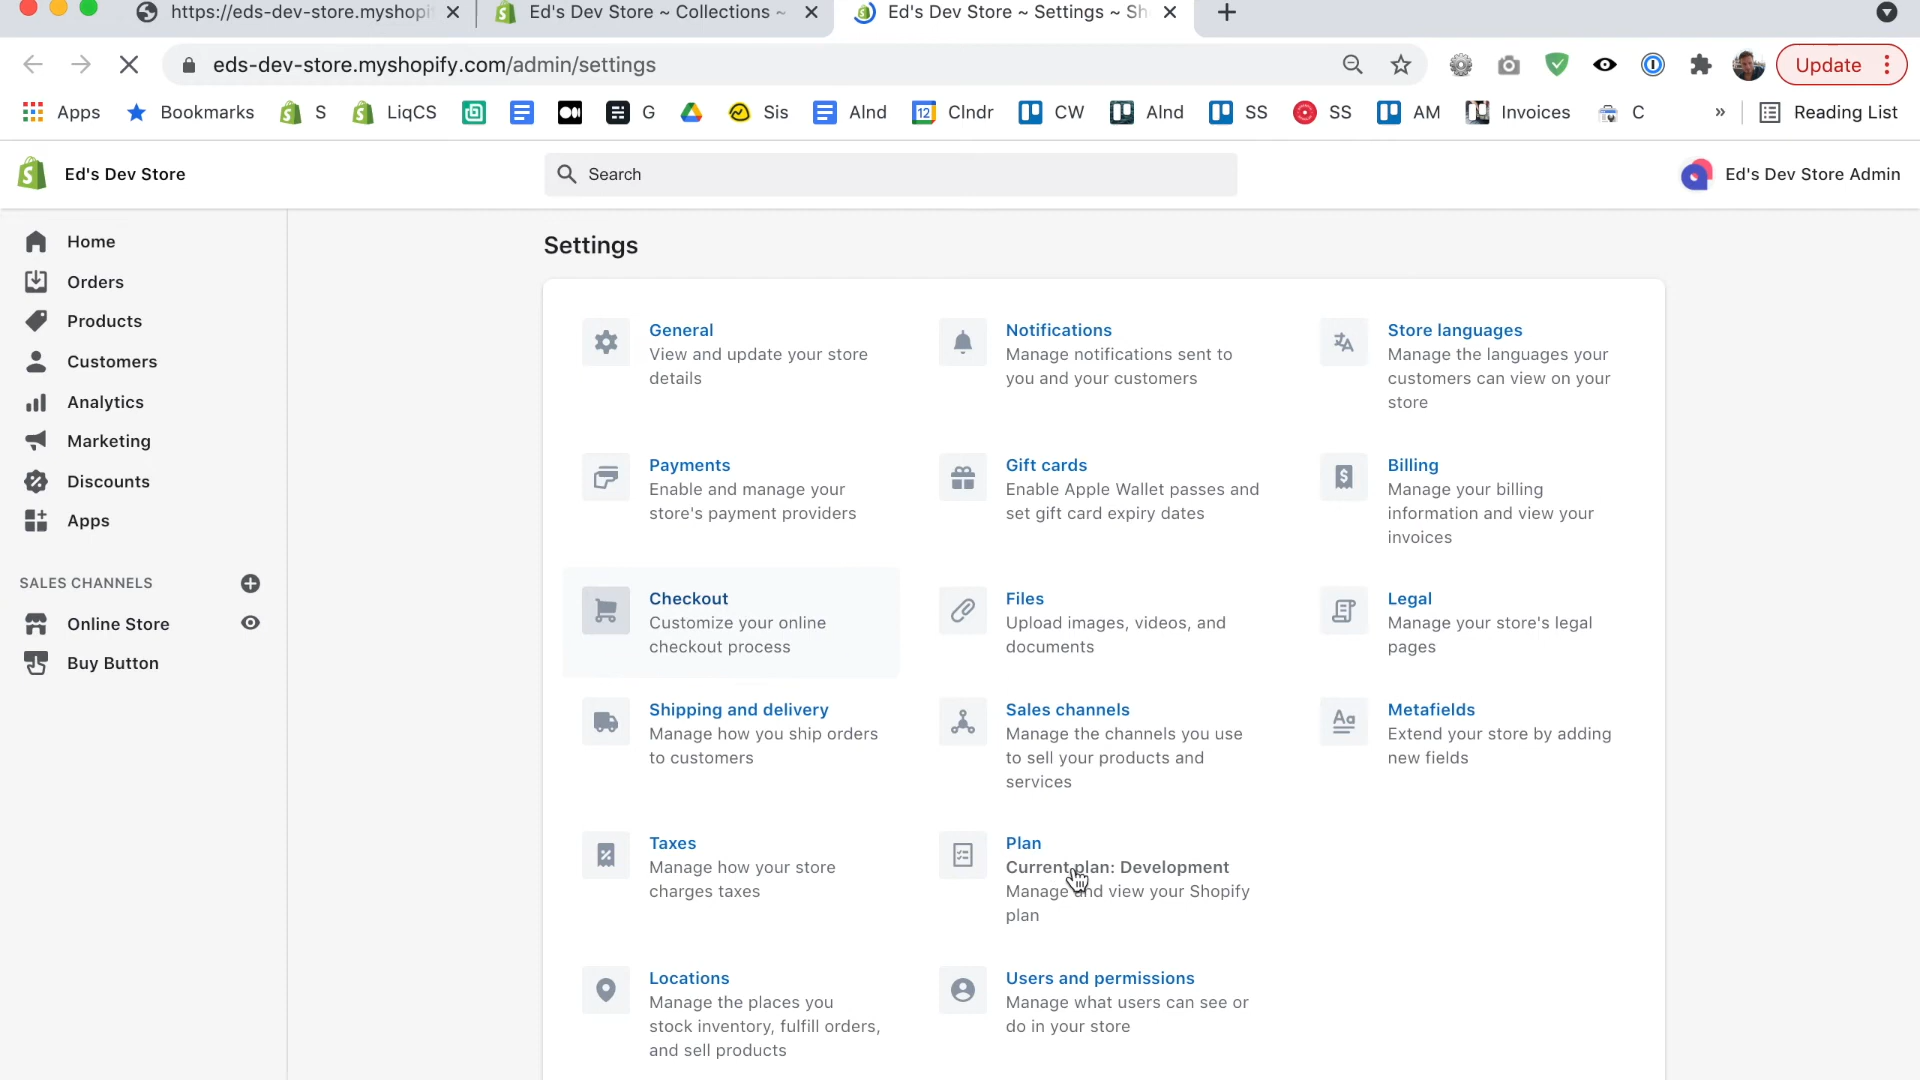 https://eds-dev-store.myshopi
Ed's Dev Store ~ Collections ~
Ed's Dev Store ~ Settings ~ Sh
eds-dev-store.myshopify.com/admin/settings
Update
Apps
Bookmarks
S
LiqCS
G
Sis
AInd
12
CIndr
CW
AInd
SS
SS
AM
Invoices
C
»
Reading List
Ed's Dev Store
Search
Ed's Dev Store Admin
Home
Orders
Products
Customers
Analytics
Marketing
Discounts
Apps
SALES CHANNELS
Online Store
Buy Button
Settings
General
View and update your store
details
Notifications
Manage notifications sent to
you and your customers
Store languages
Manage the languages your
customers can view on your
store
Payments
Enable and manage your
store's payment providers
Gift cards
Enable Apple Wallet passes and
set gift card expiry dates
Billing
Manage your billing
information and view your
invoices
Checkout
Customize your online
checkout process
Files
Upload images, videos, and
documents
Legal
Manage your store's legal
pages
Shipping and delivery
Manage how you ship orders
to customers
Sales channels
Manage the channels you use
to sell your products and
services
Aa
Metafields
Extend your store by adding
new fields
Taxes
Manage how your store
charges taxes
Plan
Current plan: Development
Manage and view your Shopify
plan
Locations
Manage the places you
stock inventory, fulfill orders,
and sell products
Users and permissions
Manage what users can see or
do in your store